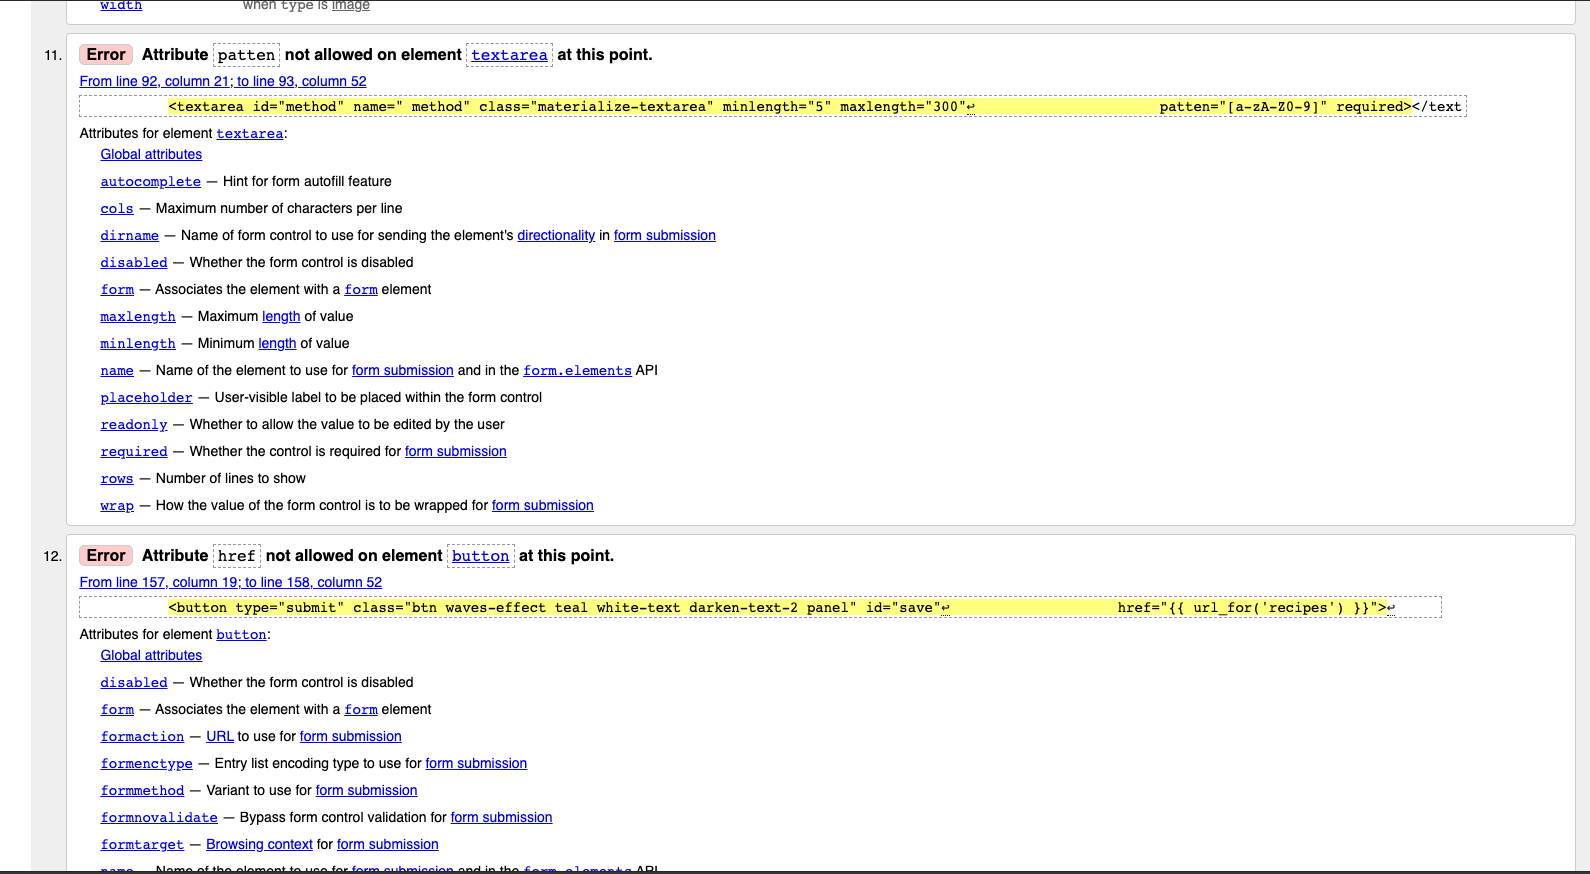 width when type is image
11. Error Attribute patten not allowed on element textarea at this point.
From line 92, column 21; to line 93, column 52
<textarea id="method" name=" method" class="materialize-textarea" minlength="5" maxlength="300"↩ patten="[a-zA-Z0-9]" required></text
Attributes for element textarea:
Global attributes
autocomplete — Hint for form autofill feature
cols — Maximum number of characters per line
dirname — Name of form control to use for sending the element's directionality in form submission
disabled — Whether the form control is disabled
form — Associates the element with a form element
maxlength — Maximum length of value
minlength — Minimum length of value
name — Name of the element to use for form submission and in the form.elements API
placeholder — User-visible label to be placed within the form control
readonly — Whether to allow the value to be edited by the user
required — Whether the control is required for form submission
rows — Number of lines to show
wrap — How the value of the form control is to be wrapped for form submission
12. Error Attribute href not allowed on element button at this point.
From line 157, column 19; to line 158, column 52
<button type="submit" class="btn waves-effect teal white-text darken-text-2 panel" id="save"↩ href="{{ url_for('recipes') }}">↩
Attributes for element button:
Global attributes
disabled — Whether the form control is disabled
form — Associates the element with a form element
formaction — URL to use for form submission
formenctype — Entry list encoding type to use for form submission
formmethod — Variant to use for form submission
formnovalidate — Bypass form control validation for form submission
formtarget — Browsing context for form submission
name — Name of the element to use for form submission and in the form.elements API